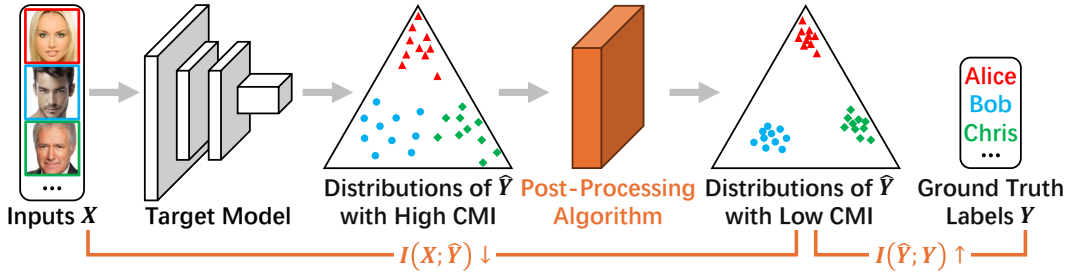 Alice
Bob
Chris
...
...
Inputs X
Target Model
Distributions of Ŷ
with High CMI
Post-Processing
Algorithm
Distributions of Ŷ
with Low CMI
Ground Truth
Labels Y
I(X; Ŷ) ↓
I(Ŷ; Y) ↑